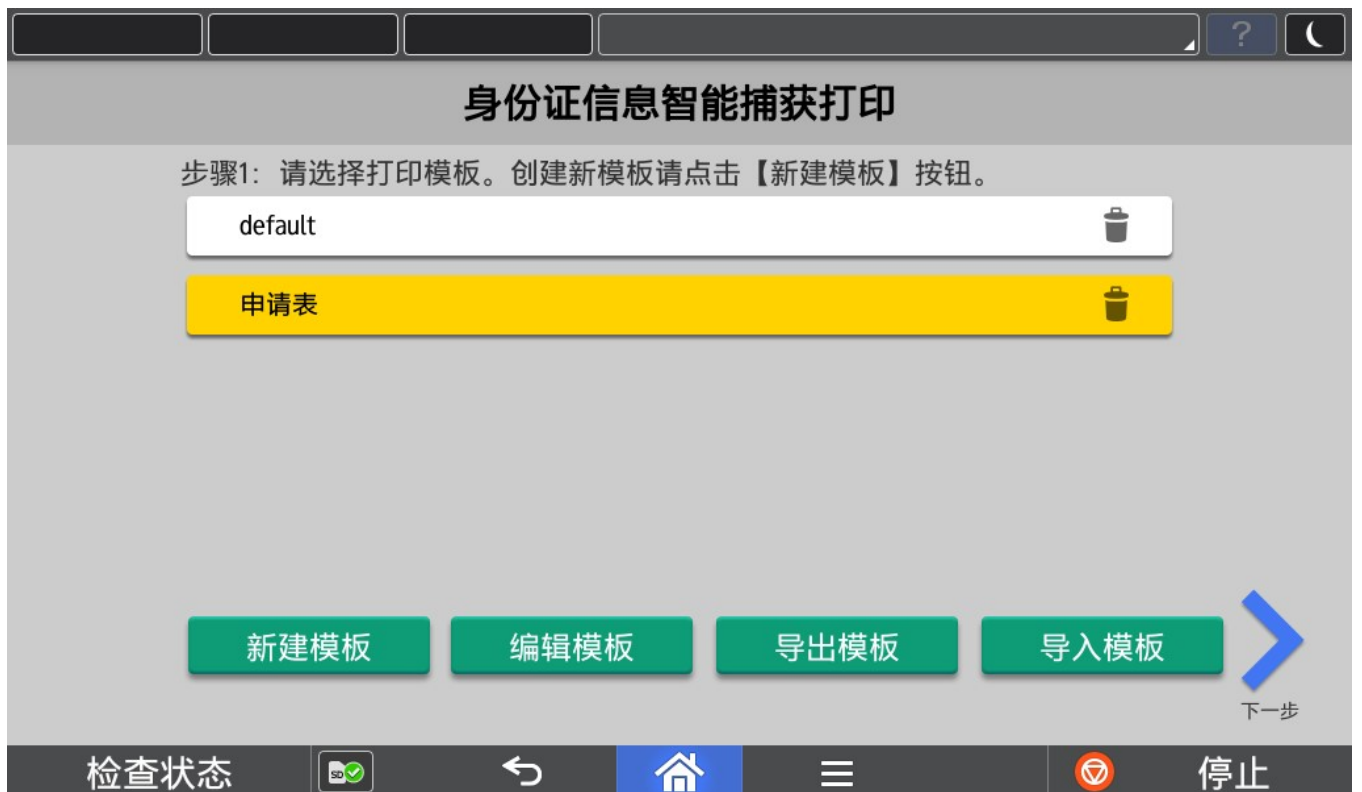 ?
身份证信息智能捕获打印
步骤1：请选择打印模板。创建新模板请点击【新建模板】按钮。
default
申请表
新建模板 编辑模板 导出模板 导入模板
下一步
检查状态 SD 停止